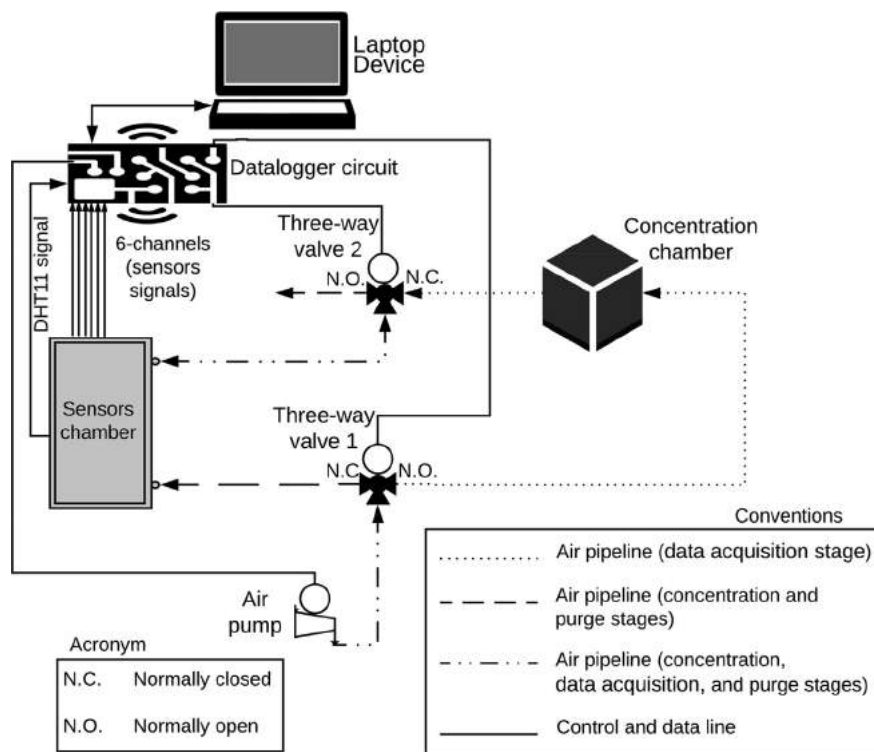 Laptop
Device
Datalogger circuit
DHT11 signal
6-channels
(sensors
signals)
Three-way
valve 2
N.O.
N.C.
Concentration
chamber
Sensors
chamber
Three-way
valve 1
N.C
N.O.
Air
pump
Acronym
N.C. Normally closed
N.O. Normally open
Conventions
Air pipeline (data acquisition stage)
Air pipeline (concentration and
purge stages)
Air pipeline (concentration,
data acquisition, and purge stages)
Control and data line